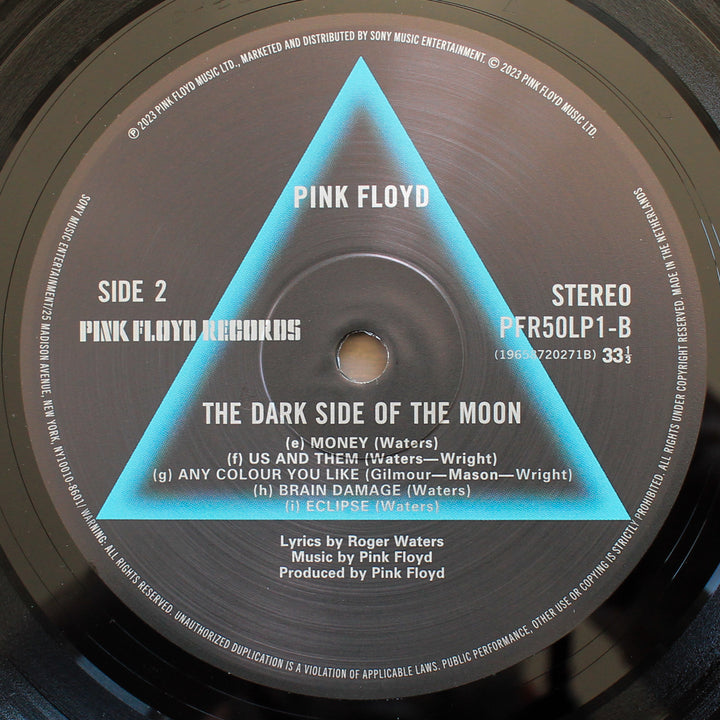 ℗ 2023 PINK FLOYD MUSIC LTD., MARKETED AND DISTRIBUTED BY SONY MUSIC ENTERTAINMENT. © 2023 PINK FLOYD MUSIC LTD.
PINK FLOYD
SIDE 2
PINK FLOYD RECORDS
STEREO
PFR50LP1-B
(19658720271B) 33⅓
THE DARK SIDE OF THE MOON
(e) MONEY (Waters)
(f) US AND THEM (Waters—Wright)
(g) ANY COLOUR YOU LIKE (Gilmour—Mason—Wright)
(h) BRAIN DAMAGE (Waters)
(i) ECLIPSE (Waters)
Lyrics by Roger Waters
Music by Pink Floyd
Produced by Pink Floyd
SONY MUSIC ENTERTAINMENT/25 MADISON AVENUE, NEW YORK, NY10010-8601/ WARNING: ALL RIGHTS RESERVED. UNAUTHORIZED DUPLICATION IS A VIOLATION OF APPLICABLE LAWS. PUBLIC PERFORMANCE, OTHER USE OR COPYING IS STRICTLY PROHIBITED. ALL RIGHTS UNDER COPYRIGHT RESERVED. MADE IN THE NETHERLANDS